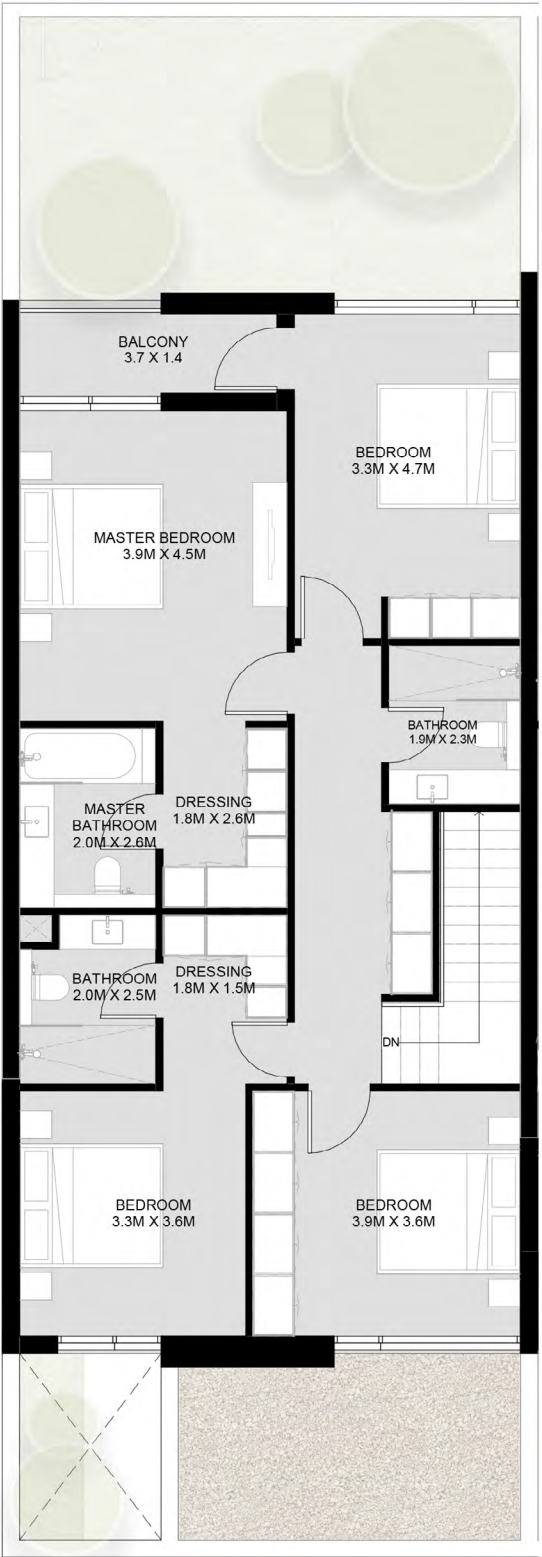 BALCONY
3.7 X 1.4
BEDROOM
3.3M X 4.7M
MASTER BEDROOM
3.9M X 4.5M
BATHROOM
1.9M X 2.3M
MASTER
BATHROOM
2.0M X 2.6M
DRESSING
1.8M X 2.6M
BATHROOM
2.0M X 2.5M
DRESSING
1.8M X 1.5M
DN
BEDROOM
3.3M X 3.6M
BEDROOM
3.9M X 3.6M